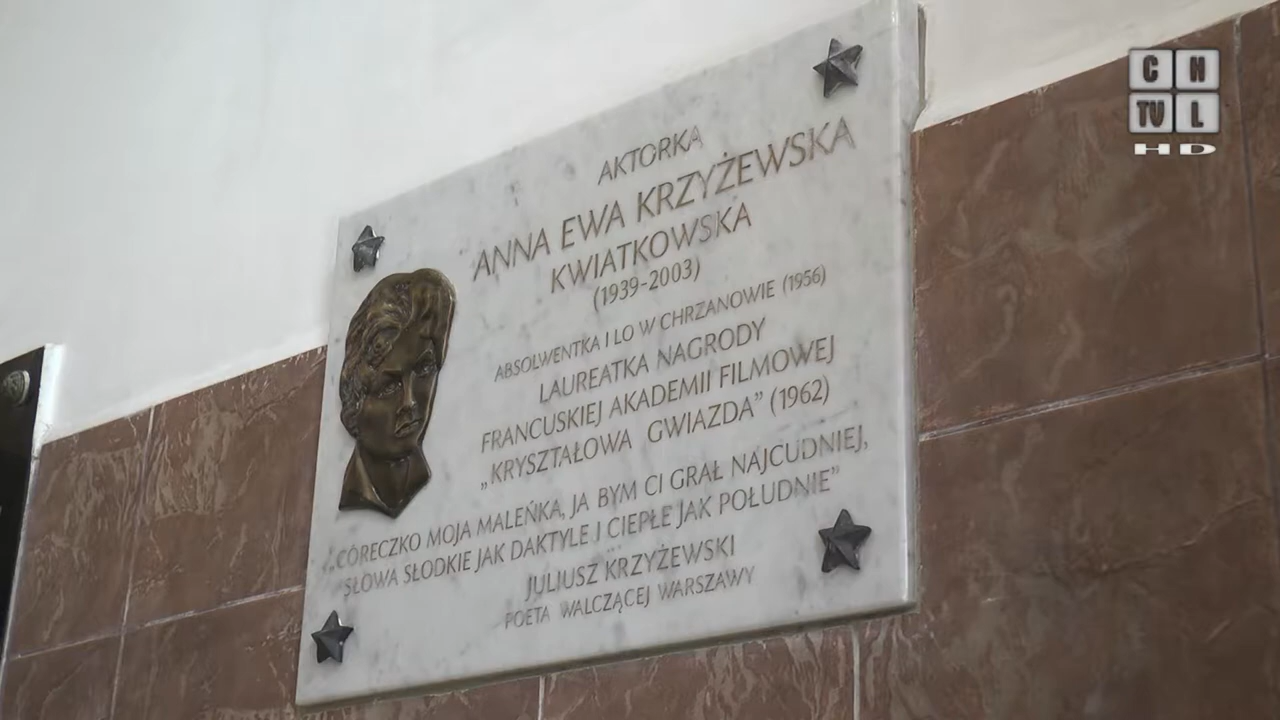 AKTORKA
ANNA EWA KRZYŻEWSKA
KWIATKOWSKA
(1939-2003)
ABSOLWENTKA I LO W CHRZANOWIE (1956)
LAUREATKA NAGRODY
FRANCUSKIEJ AKADEMII FILMOWEJ
„KRYSZTAŁOWA GWIAZDA” (1962)
„CÓRECZKO MOJA MALEŃKA, JA BYM CI GRAŁ NAJCUDNIEJ,
SŁOWA SŁODKIE JAK DAKTYLE I CIEPŁE JAK POŁUDNIE”
JULIUSZ KRZYŻEWSKI
POETA WALCZĄCEJ WARSZAWY
CH
TVL
HD